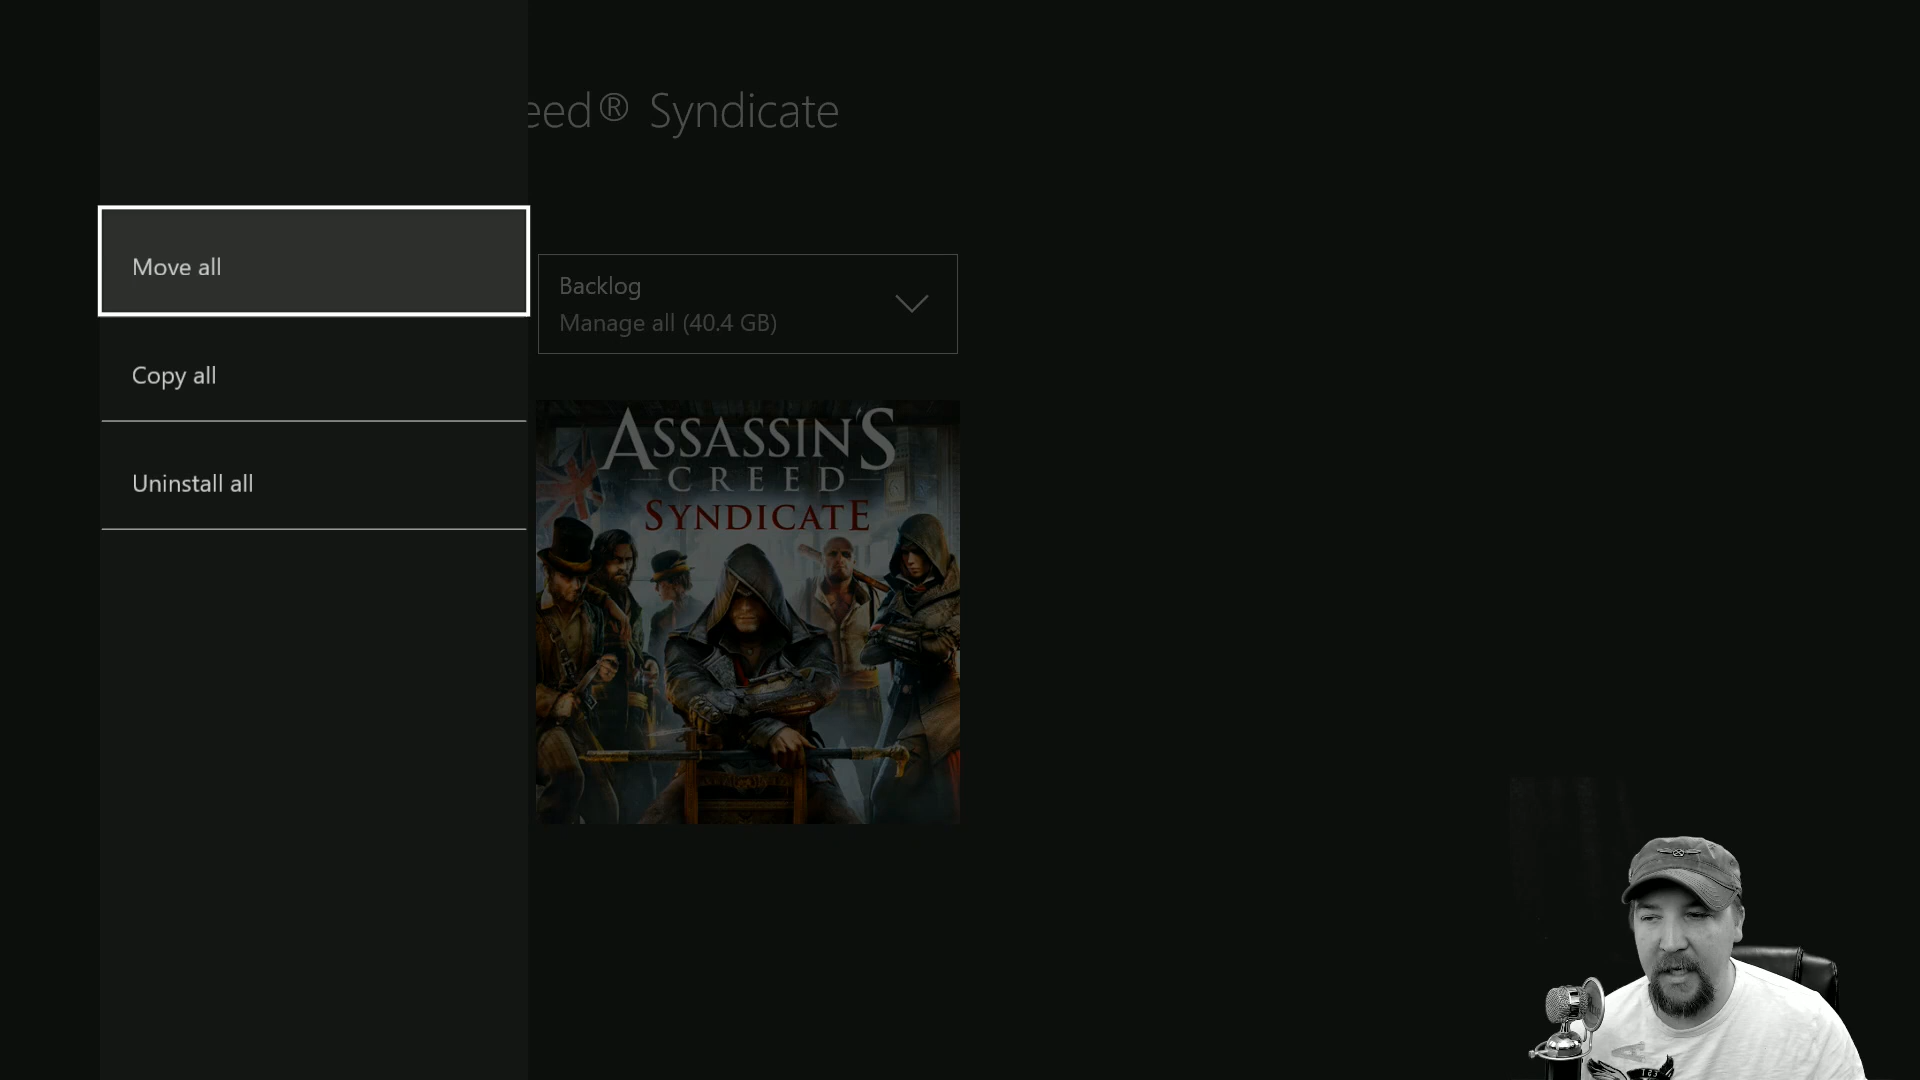 eed® Syndicate
Move all
Copy all
Uninstall all
Backlog
Manage all (40.4 GB)
ASSASSIN'S
CREED
SYNDICATE